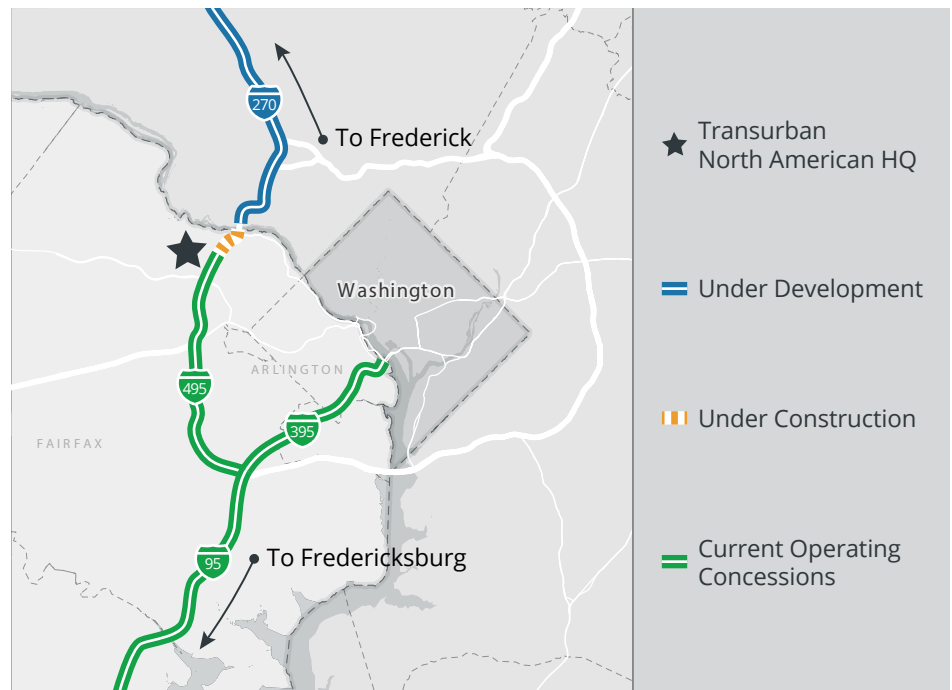 270
To Frederick
Washington
ARLINGTON
495
395
FAIRFAX
95
To Fredericksburg
Transurban
North American HQ
Under Development
Under Construction
Current Operating
Concessions